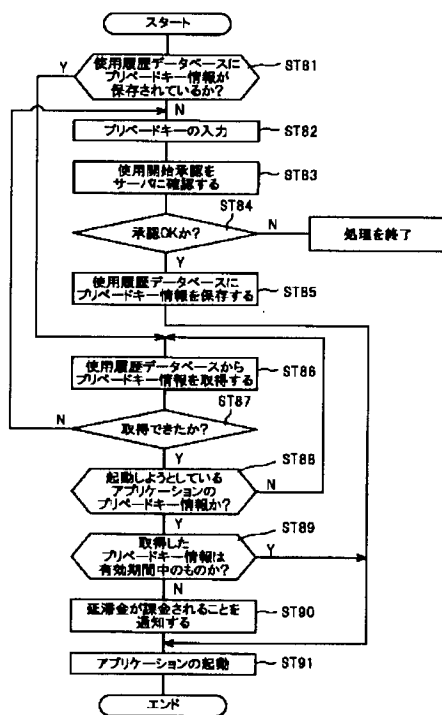 スタート
使用履歴データベースに
プリペードキー情報が
保存されているか?
ST81
Y
N
プリペードキーの入力
ST82
使用開始承認を
サーバに確認する
ST83
ST84
承認OKか?
N
処理を終了
Y
使用履歴データベースに
プリペードキー情報を保存する
ST85
使用履歴データベースから
プリペードキー情報を取得する
ST86
ST87
N
取得できたか?
Y
ST88
起動しようとしている
アプリケーションの
プリペードキー情報か?
N
Y
ST89
取得した
プリペードキー情報は
有効期間中のものか?
Y
N
延滞金が課金されることを
通知する
ST90
アプリケーションの起動
ST91
エンド